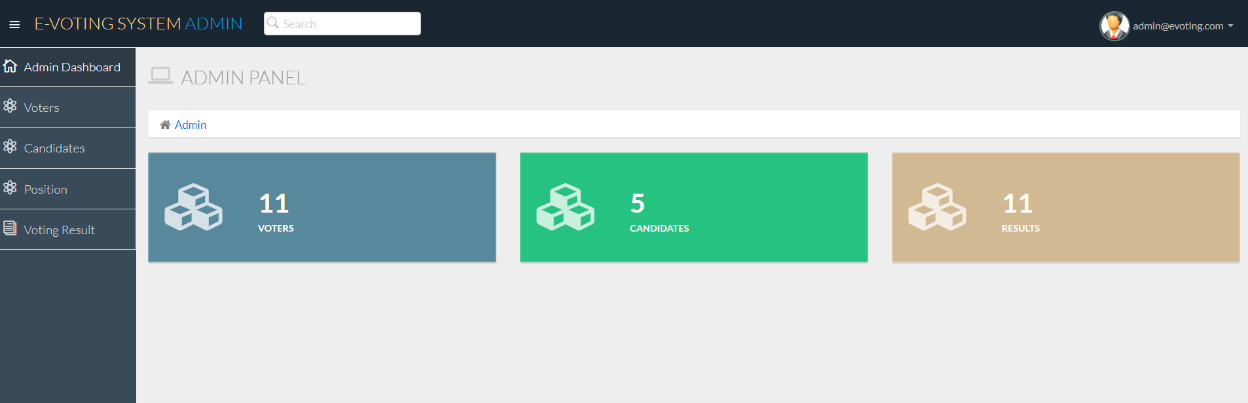 E-VOTING SYSTEM ADMIN
Search
admin@evoting.com
Admin Dashboard
Voters
Candidates
Position
Voting Result
ADMIN PANEL
Admin
11
VOTERS
5
CANDIDATES
11
RESULTS